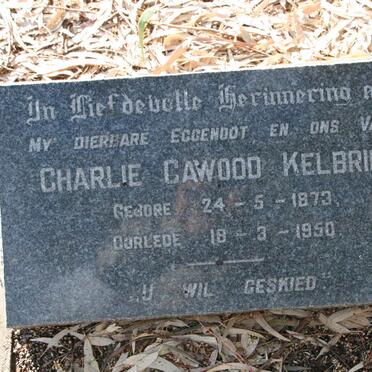 In Liefdevolle Herinnering
MY DIERBARE EGGENOOT EN ONS
CHARLIE CAWOOD KELBRI
GEBORE 24-5-1873.
OORLEDE 18-3-1950.
"U WIL GESKIED"